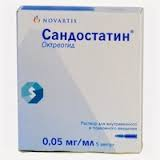 NOVARTIS
Сандостатин®
Октреотид
Раствор для внутривенного
и подкожного введения
0,05 мг/мл
5 ампул